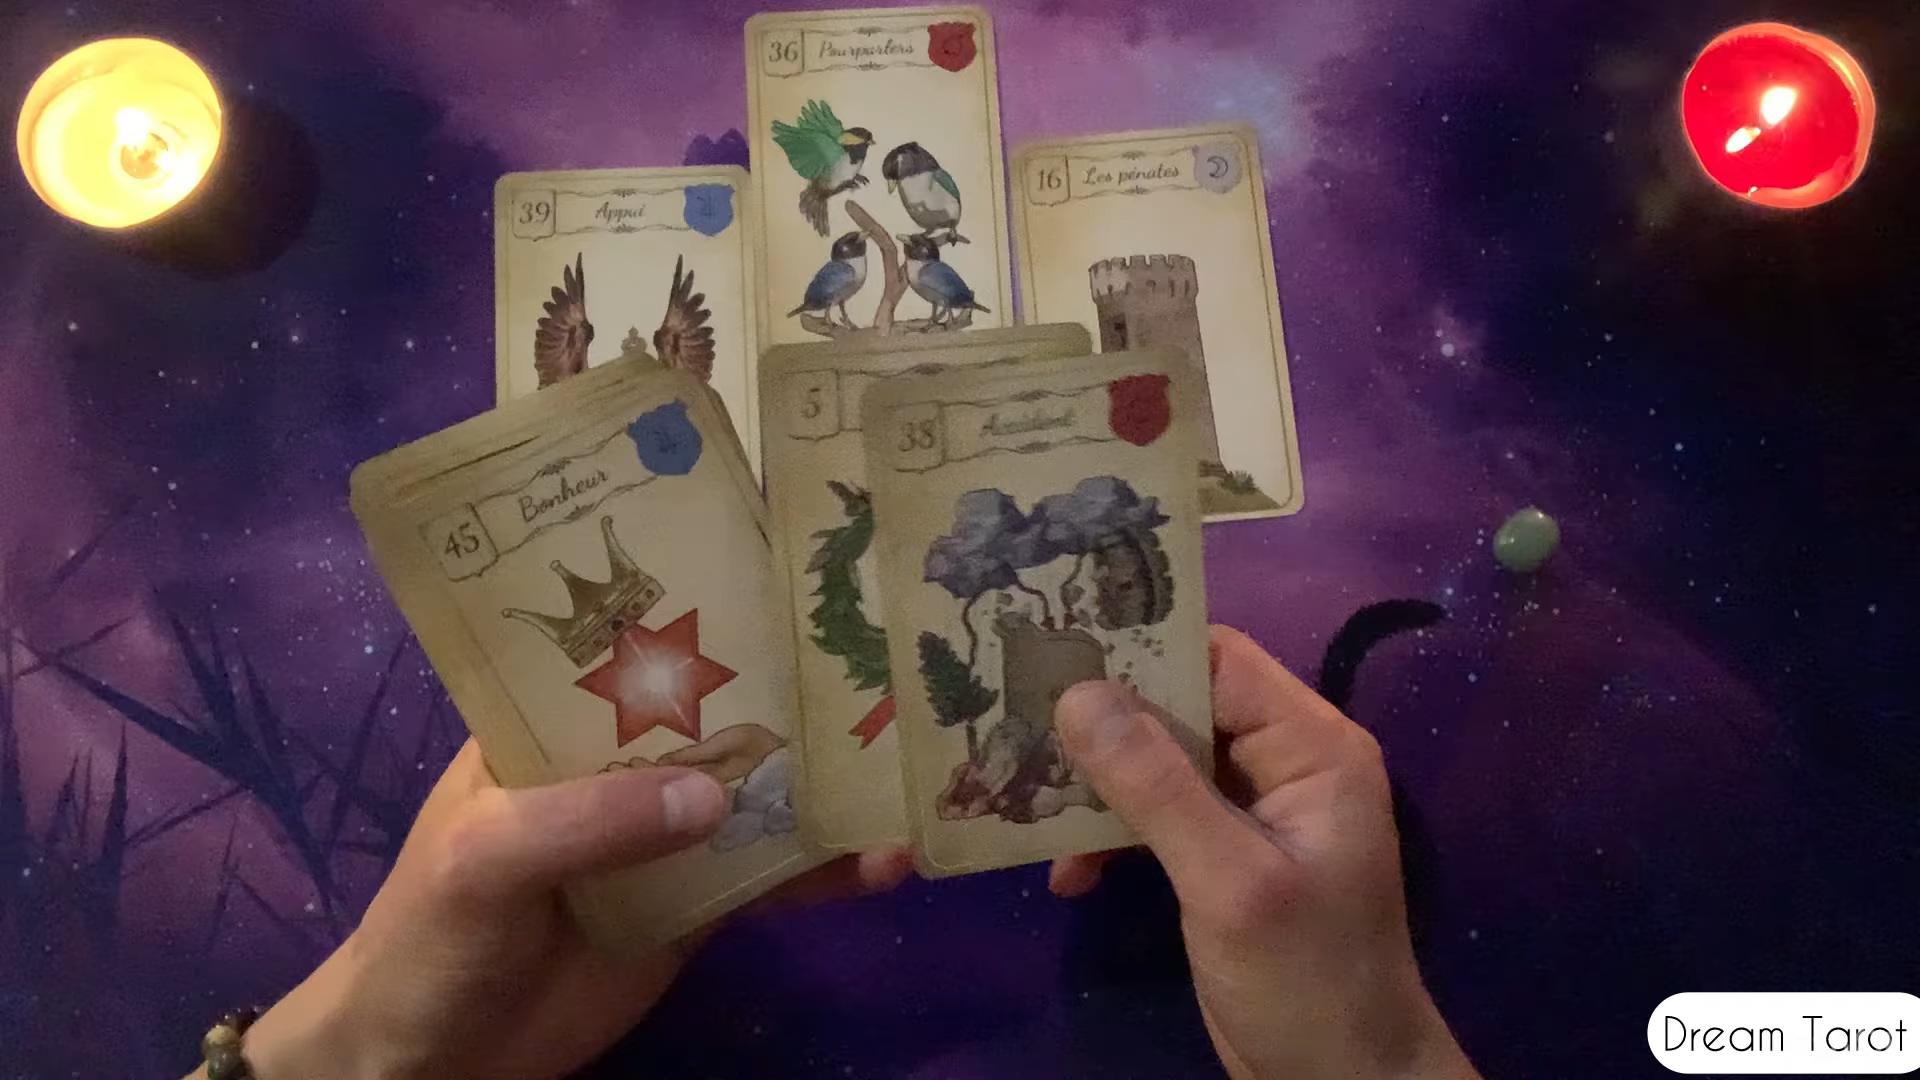 36 Pourparlers
16 Les pénates
39 Appui
5
38 Accident
45 Bonheur
Dream Tarot